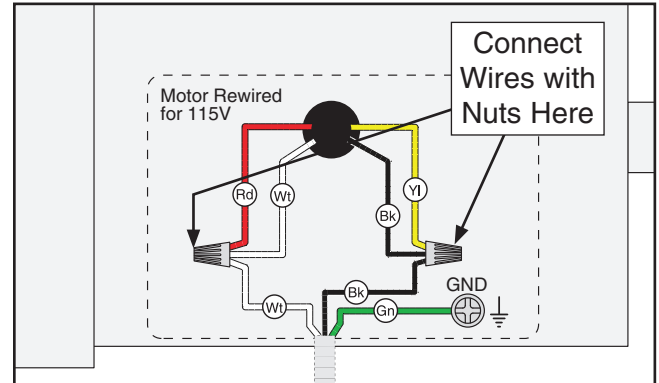 Connect
Wires with
Nuts Here
Motor Rewired
for 115V
Rd
Wt
Yl
Bk
GND
Bk
Wt
Gn